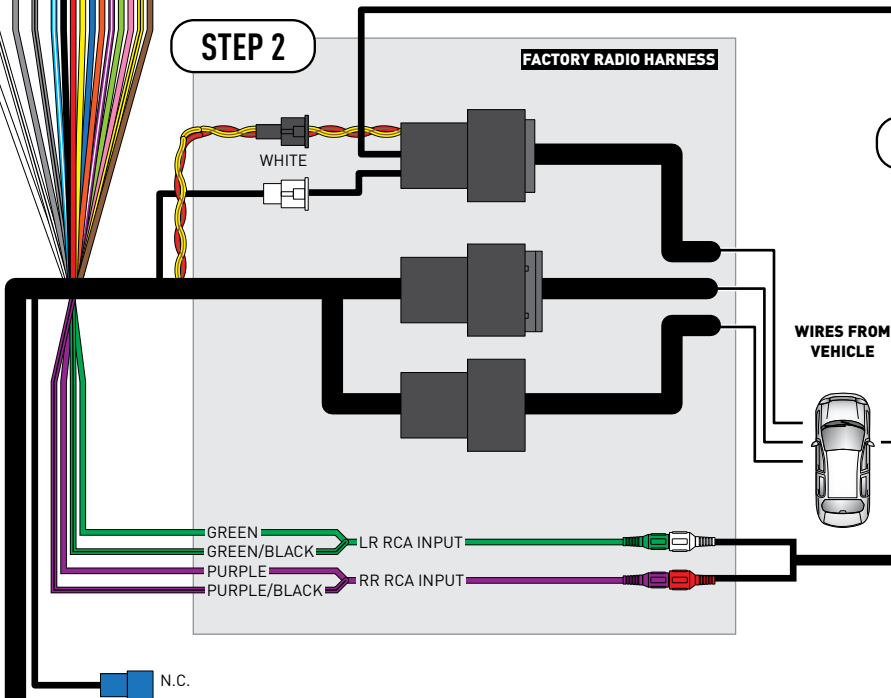 STEP 2
FACTORY RADIO HARNESS
WHITE
WIRES FROM
VEHICLE
GREEN
GREEN/BLACK
LR RCA INPUT
PURPLE
PURPLE/BLACK
RR RCA INPUT
N.C.